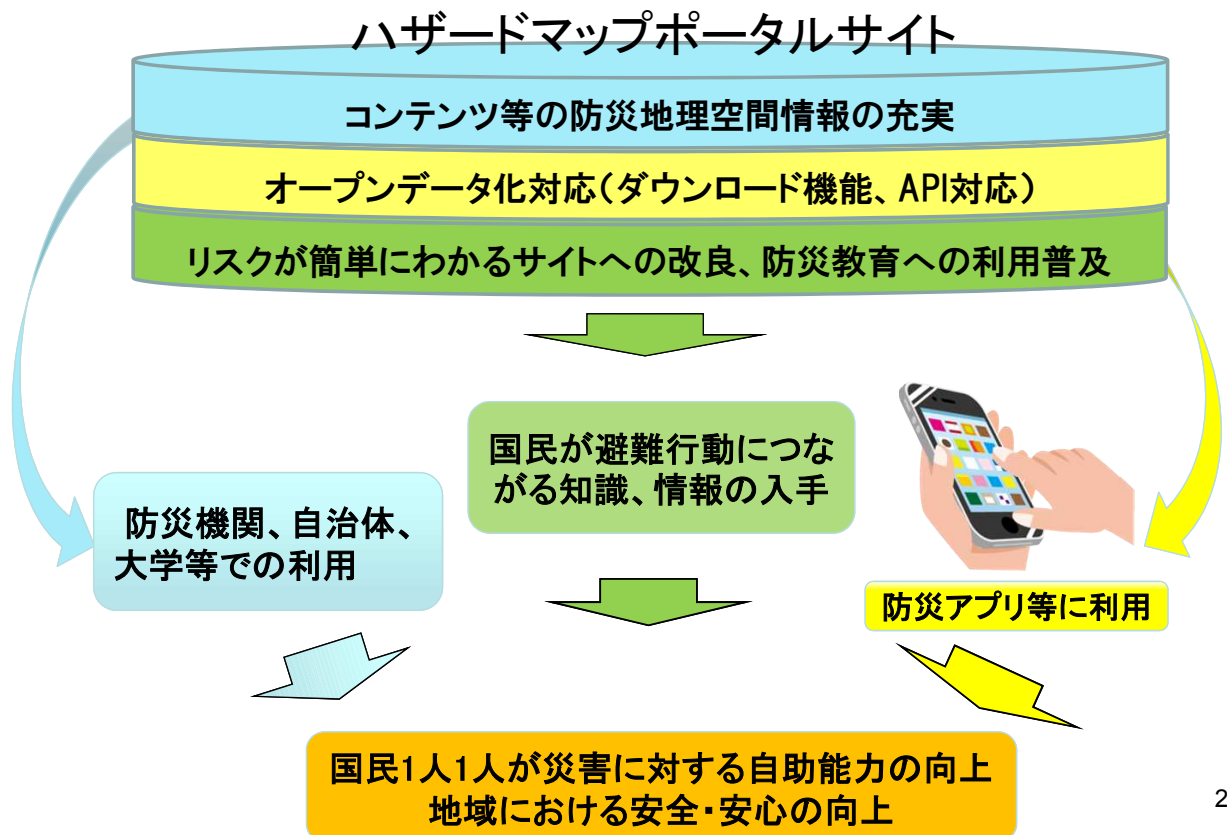 ハザードマップポータルサイト
コンテンツ等の防災地理空間情報の充実
オープンデータ化対応（ダウンロード機能、API対応）
リスクが簡単にわかるサイトへの改良、防災教育への利用普及
国民が避難行動につな
がる知識、情報の入手
防災機関、自治体、
大学等での利用
防災アプリ等に利用
国民1人1人が災害に対する自助能力の向上
地域における安全・安心の向上
2